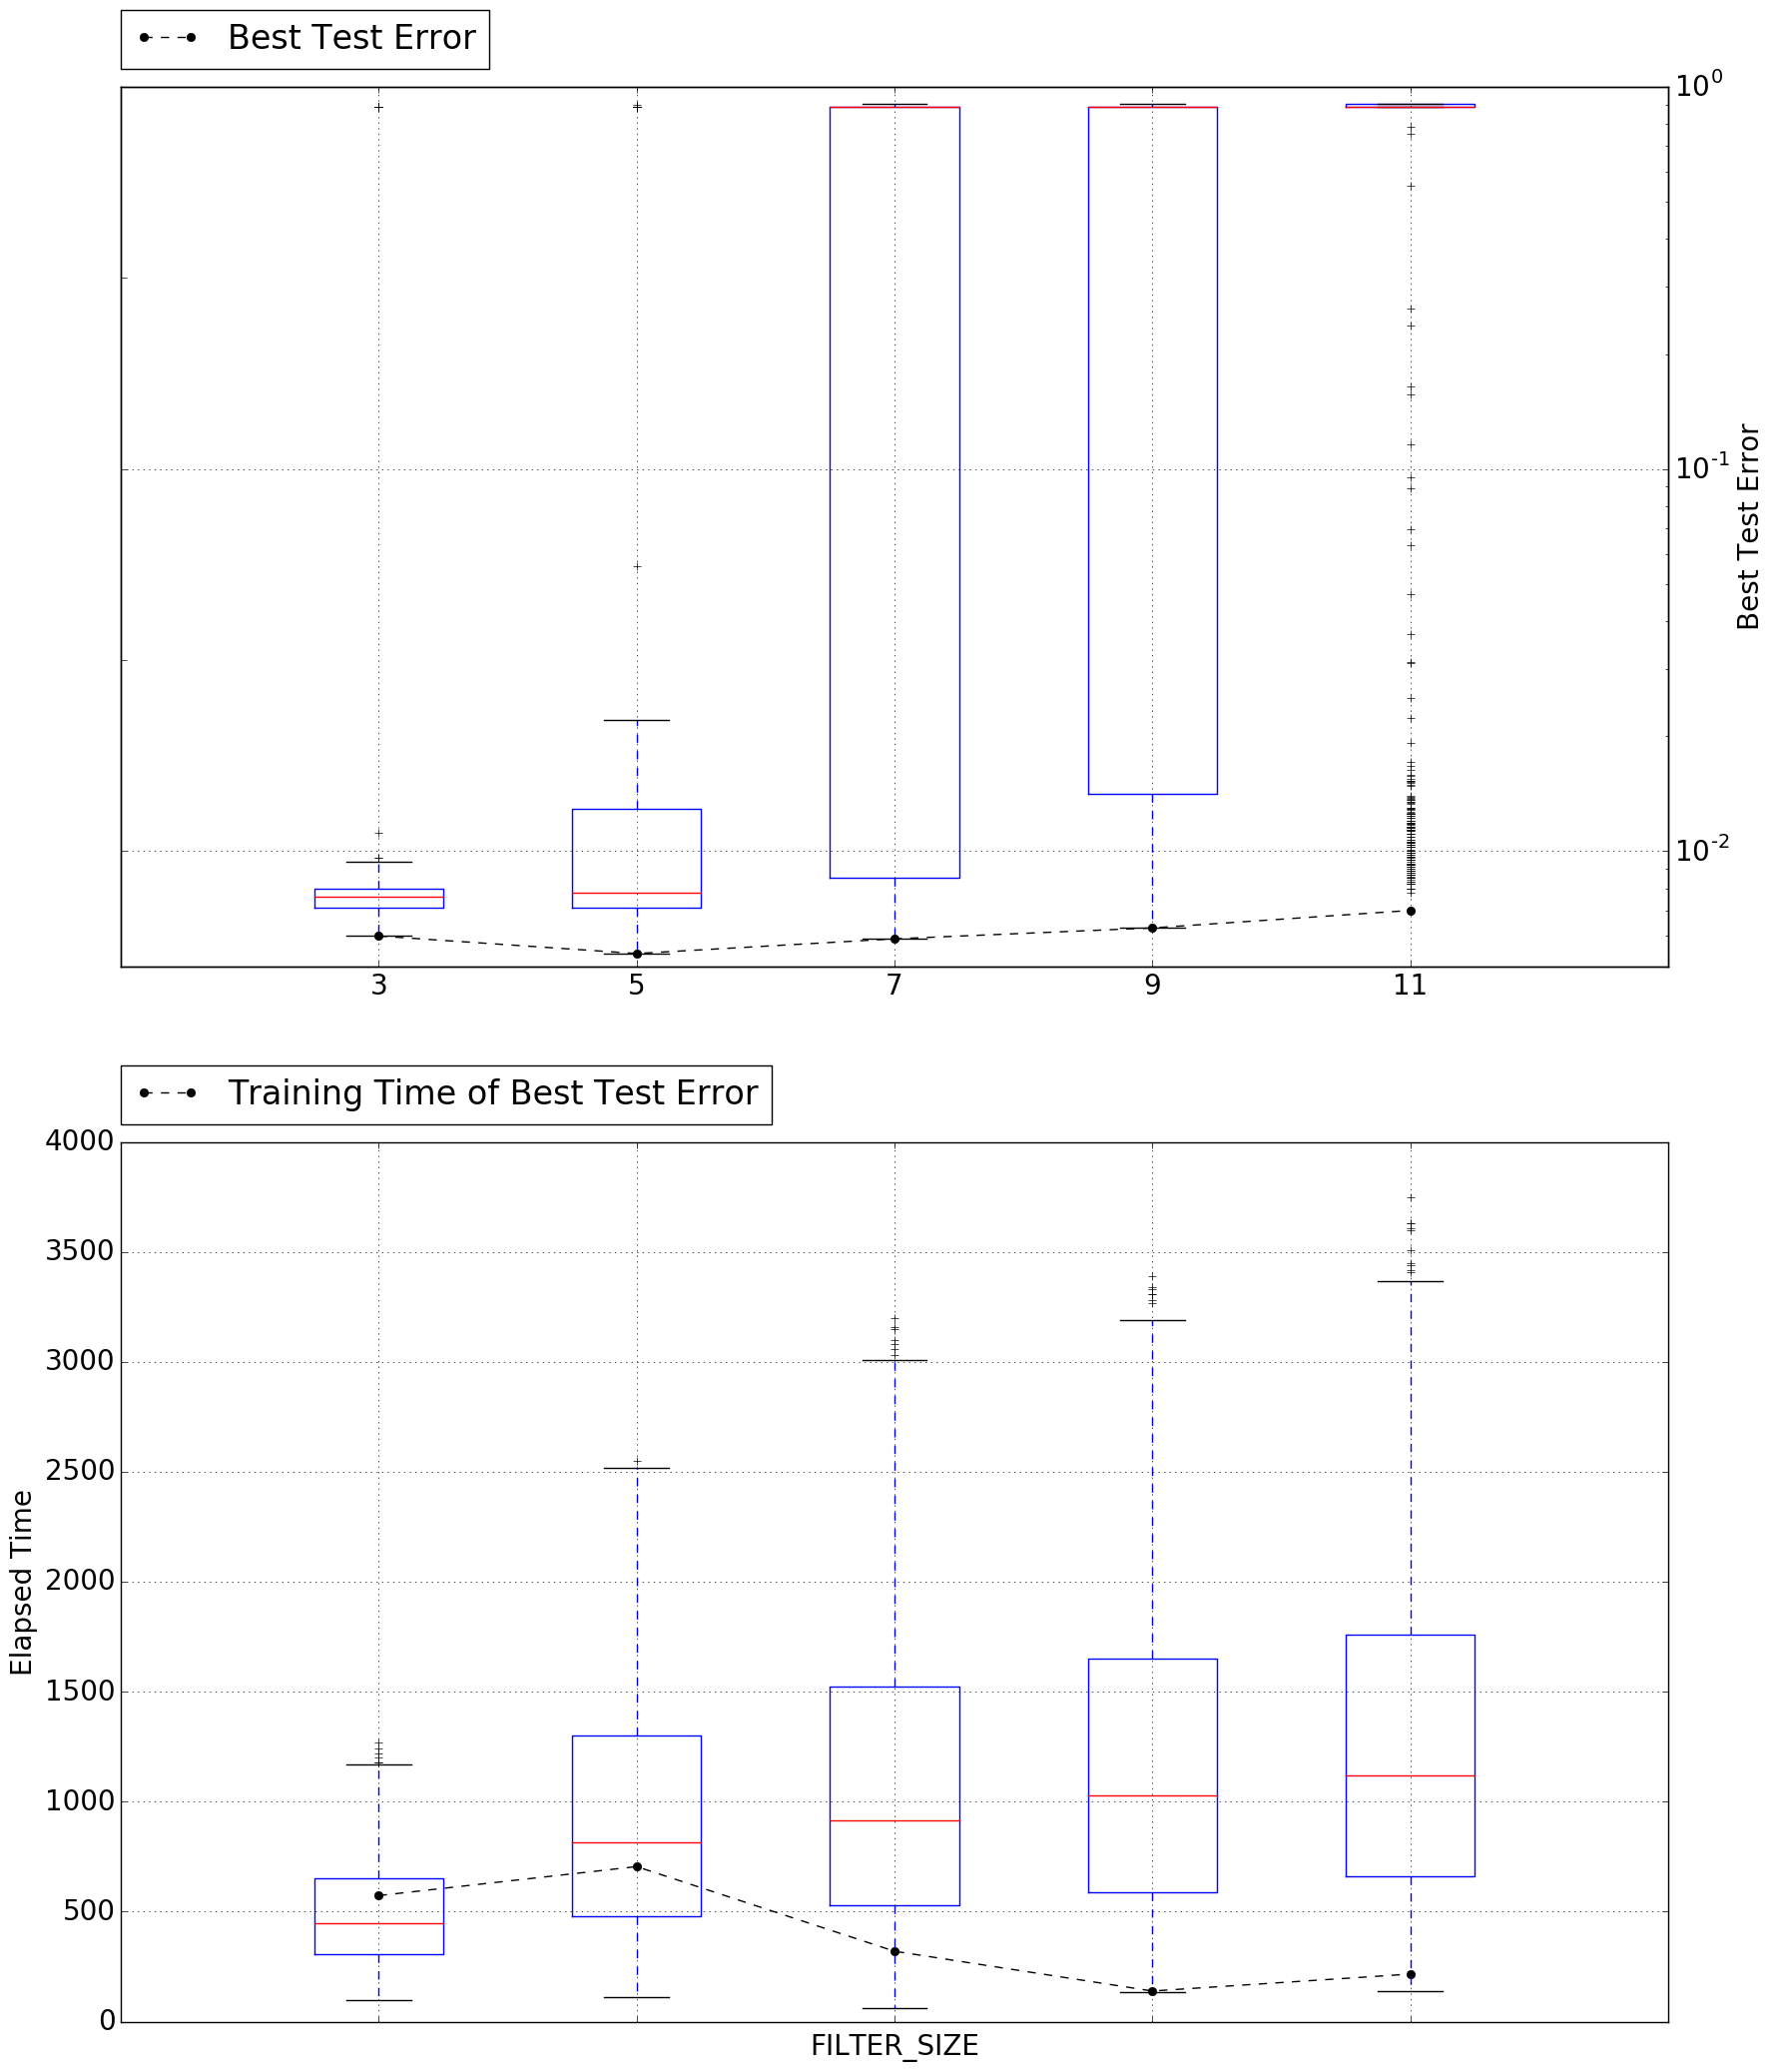 Best Test Error
10^0
10^-1
10^-2
Best Test Error
3 5 7 9 11
Training Time of Best Test Error
4000
3500
3000
2500
2000
1500
1000
500
0
Elapsed Time
FILTER_SIZE